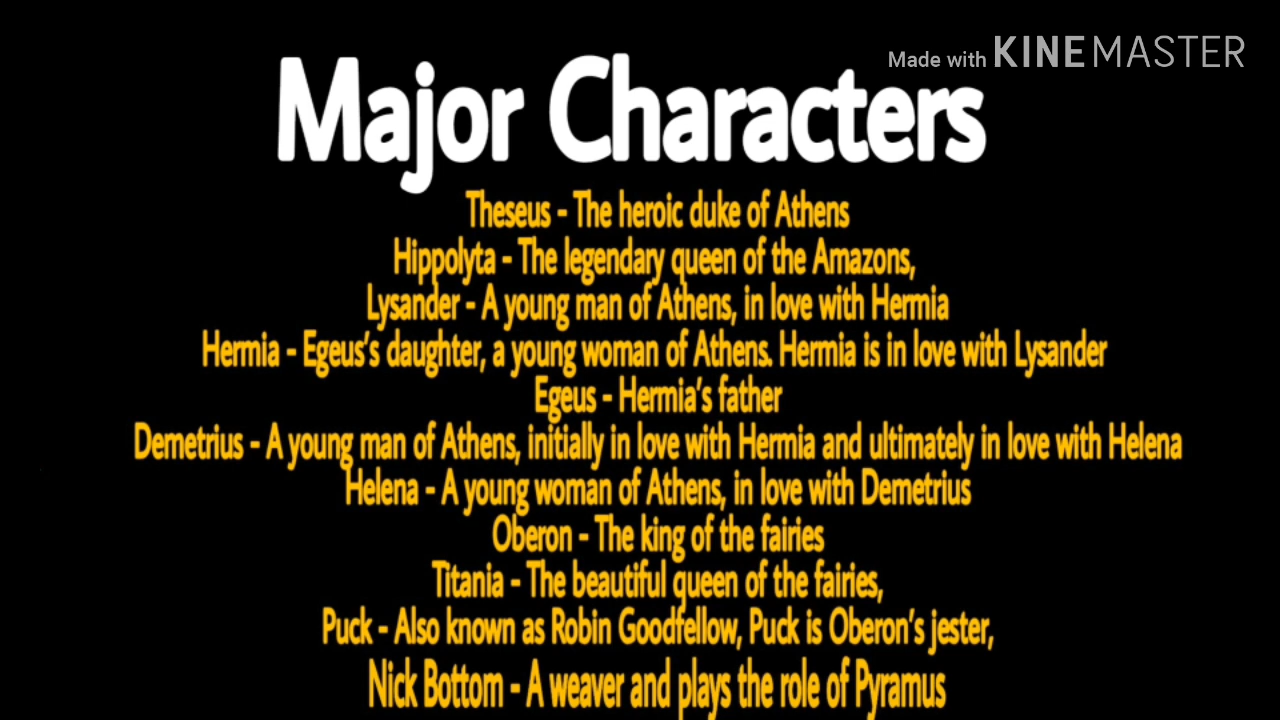 Made with KINEMASTER
Major Characters
Theseus - The heroic duke of Athens
Hippolyta - The legendary queen of the Amazons,
Lysander - A young man of Athens, in love with Hermia
Hermia - Egeus’s daughter, a young woman of Athens. Hermia is in love with Lysander
Egeus - Hermia’s father
Demetrius - A young man of Athens, initially in love with Hermia and ultimately in love with Helena
Helena - A young woman of Athens, in love with Demetrius
Oberon - The king of the fairies
Titania - The beautiful queen of the fairies,
Puck - Also known as Robin Goodfellow, Puck is Oberon’s jester,
Nick Bottom - A weaver and plays the role of Pyramus